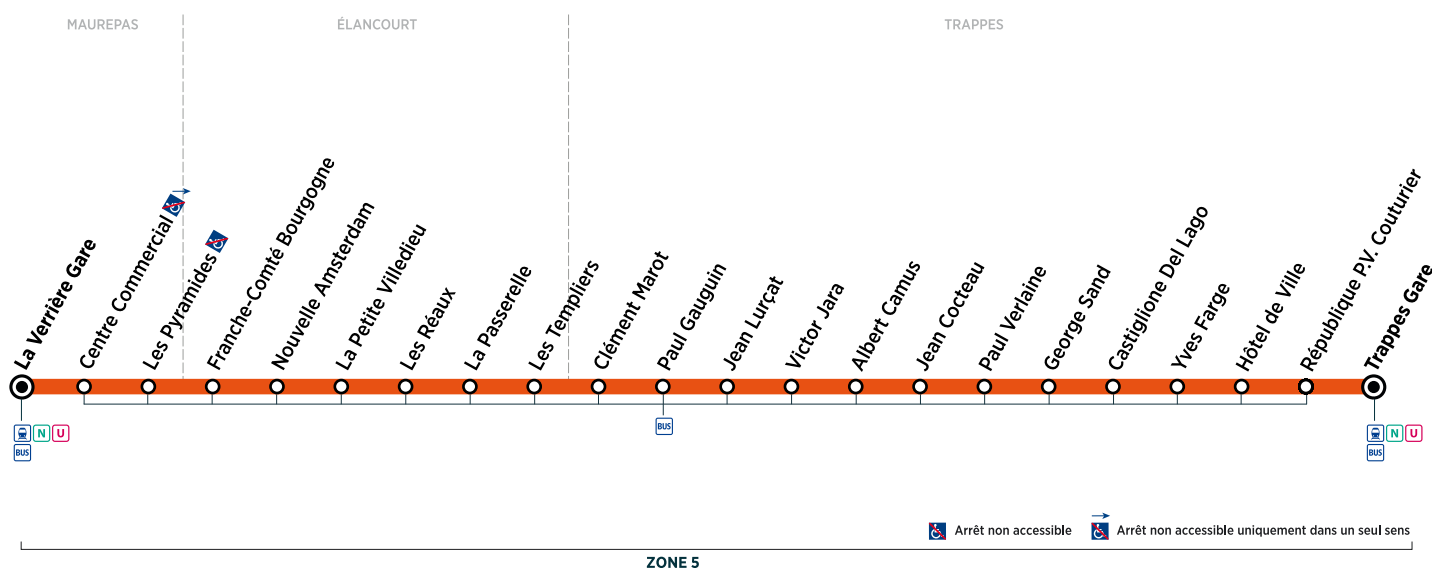 MAUREPAS
ÉLANCOURT
TRAPPES
La Verrière Gare
Centre Commercial
Les Pyramides
Franche-Comté Bourgogne
Nouvelle Amsterdam
La Petite Villedieu
Les Réaux
La Passerelle
Les Templiers
Clément Marot
Paul Gauguin
Jean Lurçat
Victor Jara
Albert Camus
Jean Cocteau
Paul Verlaine
George Sand
Castiglione Del Lago
Yves Farge
Hôtel de Ville
République P.V. Couturier
Trappes Gare
N U
BUS
BUS
N U
BUS
Arrêt non accessible
Arrêt non accessible uniquement dans un seul sens
ZONE 5